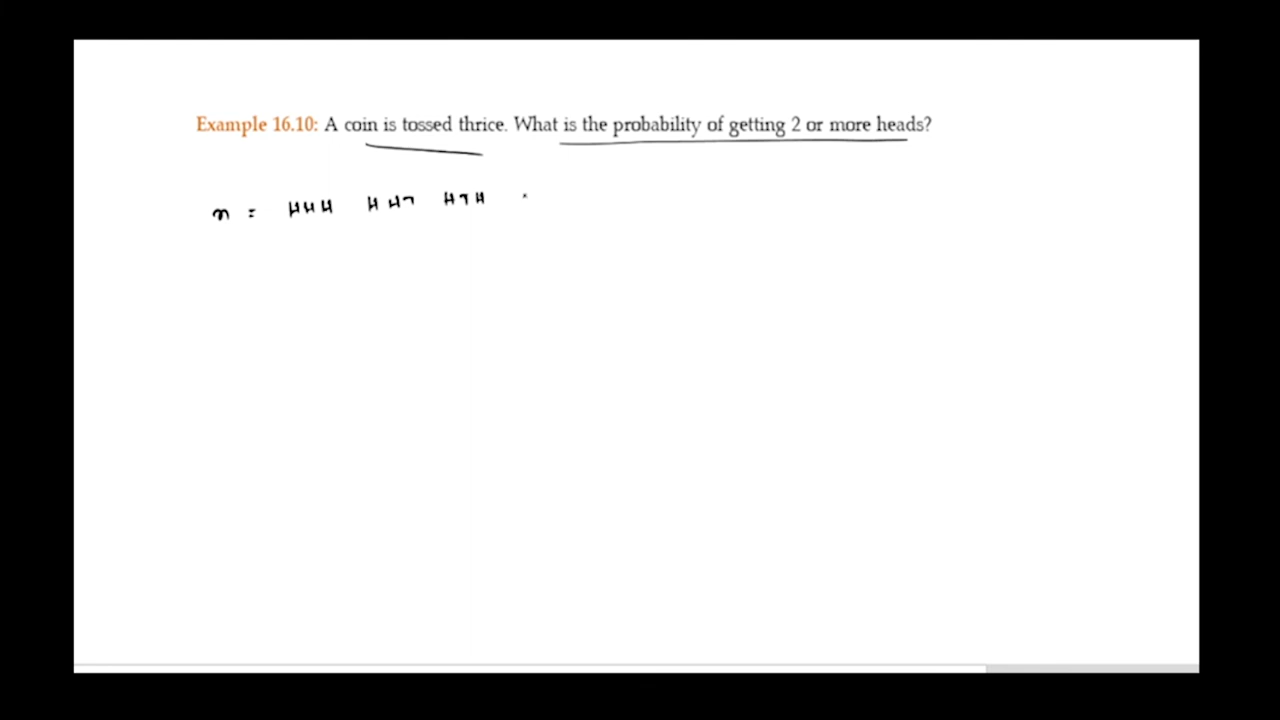 Example 16.10: A coin is tossed thrice. What is the probability of getting 2 or more heads?
n = HHH HHT HTH